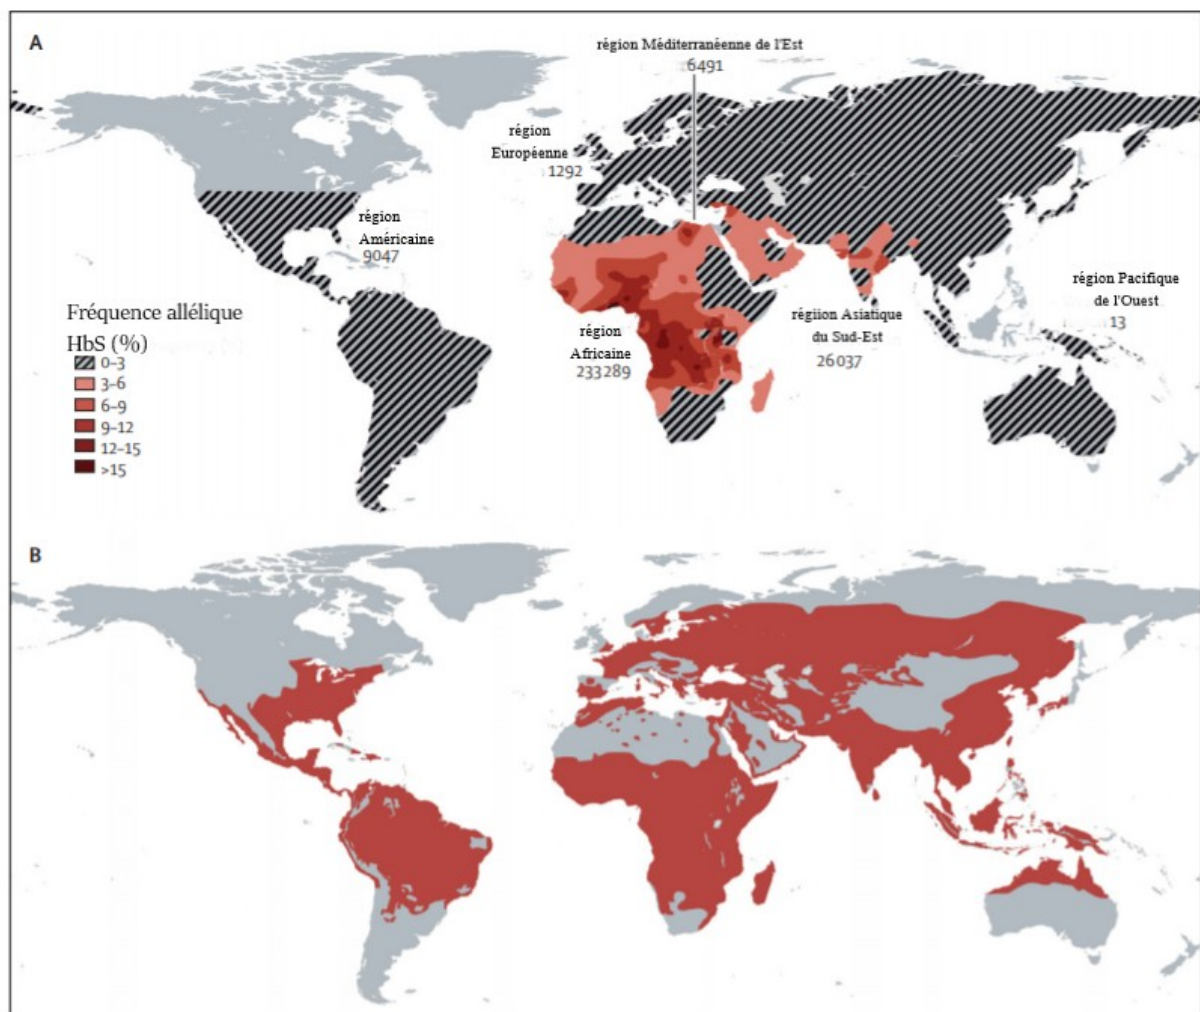 A
région Méditerranéenne de l'Est
6491
région
Européenne
1292
région
Américaine
9047
région Pacifique
de l'Ouest
13
régiion Asiatique
du Sud-Est
26037
région
Africaine
233289
Fréquence allélique
HbS (%)
0–3
3–6
6–9
9–12
12–15
>15
B